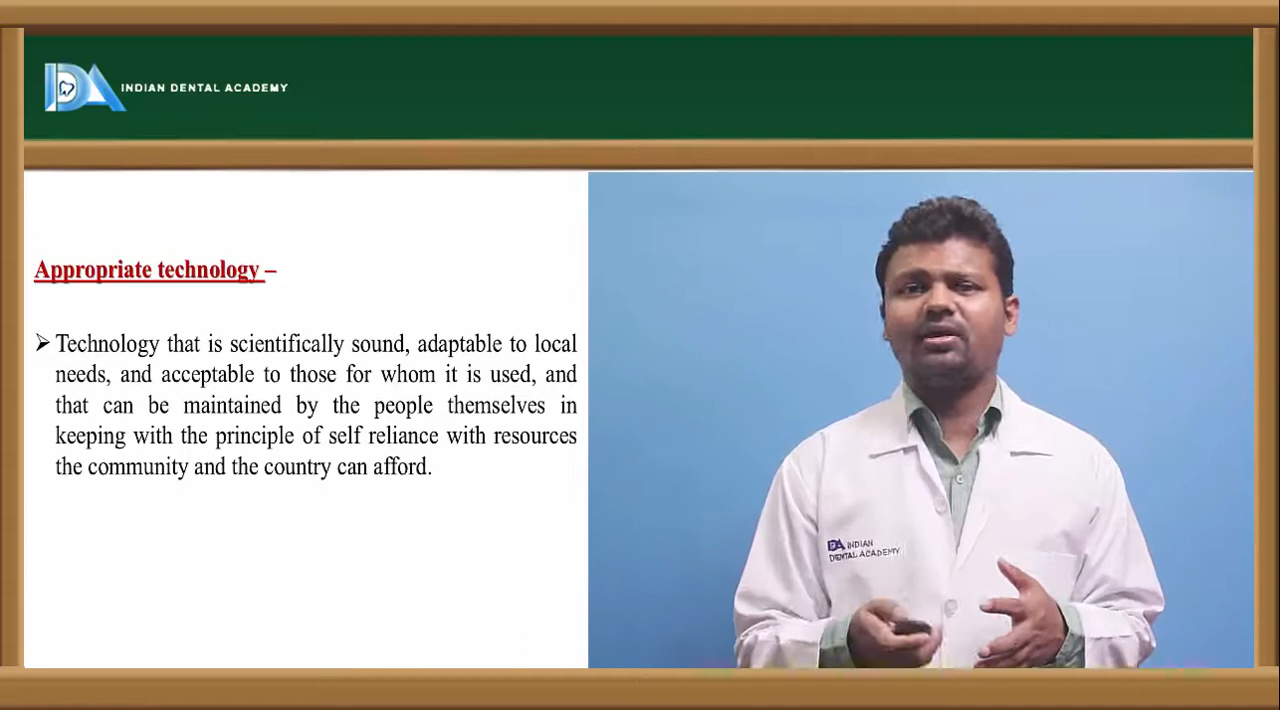 IDA INDIAN DENTAL ACADEMY
Appropriate technology –
➢ Technology that is scientifically sound, adaptable to local
needs, and acceptable to those for whom it is used, and
that can be maintained by the people themselves in
keeping with the principle of self reliance with resources
the community and the country can afford.
IDA INDIAN
DENTAL ACADEMY